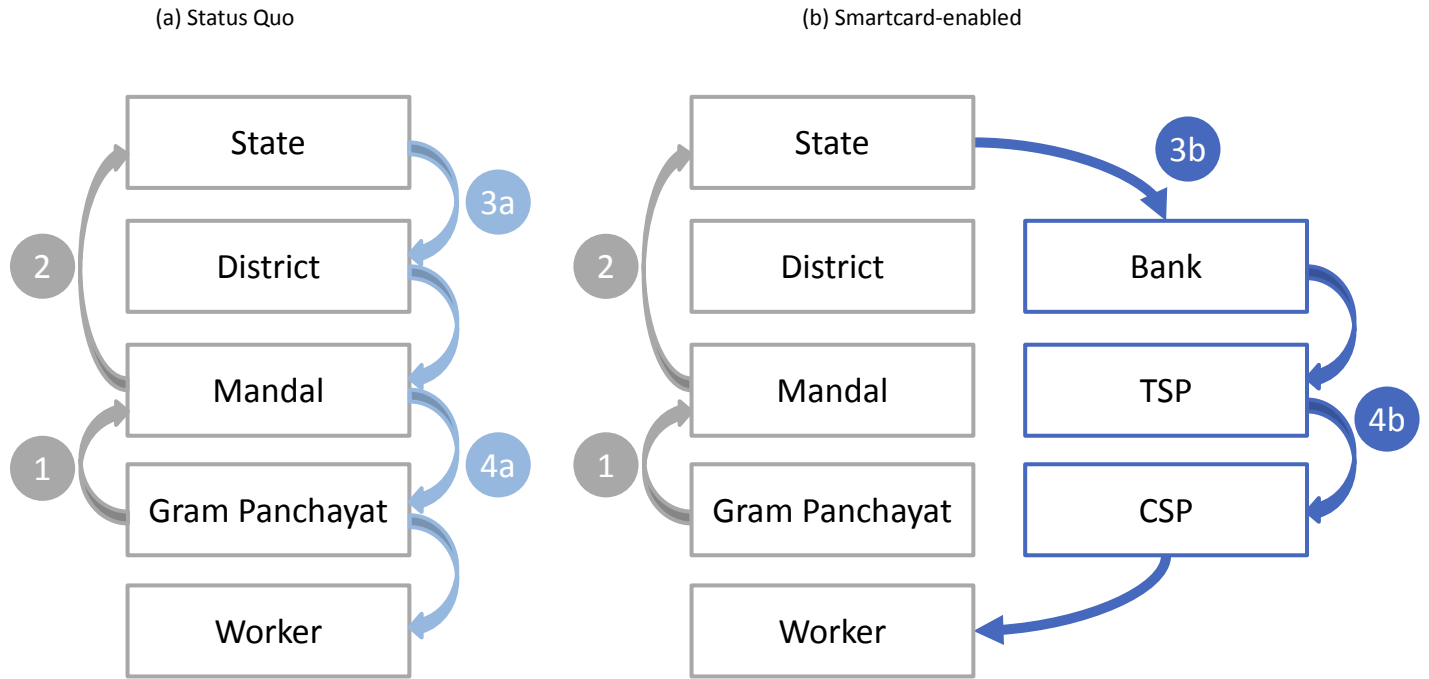 (a) Status Quo
State
3a
2
District
Mandal
1
4a
Gram Panchayat
Worker
(b) Smartcard-enabled
State
3b
2
District
Bank
Mandal
TSP
1
4b
Gram Panchayat
CSP
Worker